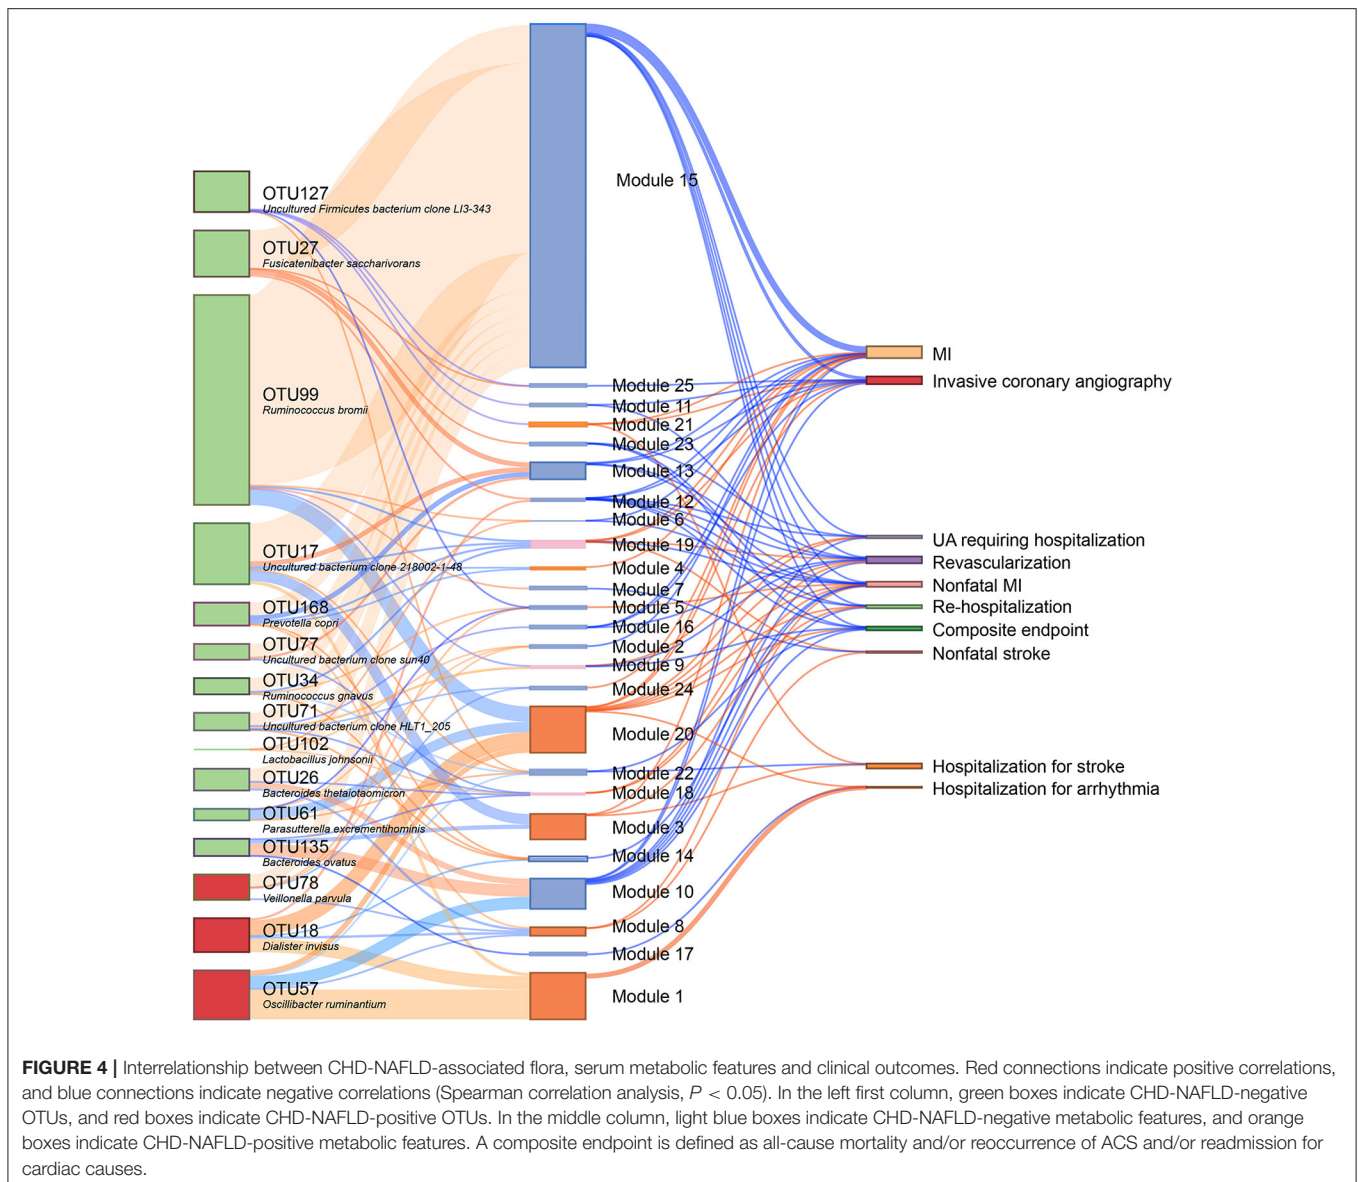 OTU127
Uncultured Firmicutes bacterium clone LI3-343
OTU27
Fusicatenibacter saccharivorans
OTU99
Ruminococcus bromii
OTU17
Uncultured bacterium clone 218002-1-48
OTU168
Prevotella copri
OTU77
Uncultured bacterium clone sun40
OTU34
Ruminococcus gnavus
OTU71
Uncultured bacterium clone HLT1_205
OTU102
Lactobacillus johnsonii
OTU26
Bacteroides thetaiotaomicron
OTU61
Parasutterella excrementihominis
OTU135
Bacteroides ovatus
OTU78
Veillonella parvula
OTU18
Dialister invisus
OTU57
Oscillibacter ruminantium
Module 15
Module 25
Module 11
Module 21
Module 23
Module 13
Module 12
Module 6
Module 19
Module 4
Module 7
Module 5
Module 16
Module 2
Module 9
Module 24
Module 20
Module 22
Module 18
Module 3
Module 14
Module 10
Module 8
Module 17
Module 1
MI
Invasive coronary angiography
UA requiring hospitalization
Revascularization
Nonfatal MI
Re-hospitalization
Composite endpoint
Nonfatal stroke
Hospitalization for stroke
Hospitalization for arrhythmia
FIGURE 4 | Interrelationship between CHD-NAFLD-associated flora, serum metabolic features and clinical outcomes. Red connections indicate positive correlations,
and blue connections indicate negative correlations (Spearman correlation analysis, P < 0.05). In the left first column, green boxes indicate CHD-NAFLD-negative
OTUs, and red boxes indicate CHD-NAFLD-positive OTUs. In the middle column, light blue boxes indicate CHD-NAFLD-negative metabolic features, and orange
boxes indicate CHD-NAFLD-positive metabolic features. A composite endpoint is defined as all-cause mortality and/or reoccurrence of ACS and/or readmission for
cardiac causes.